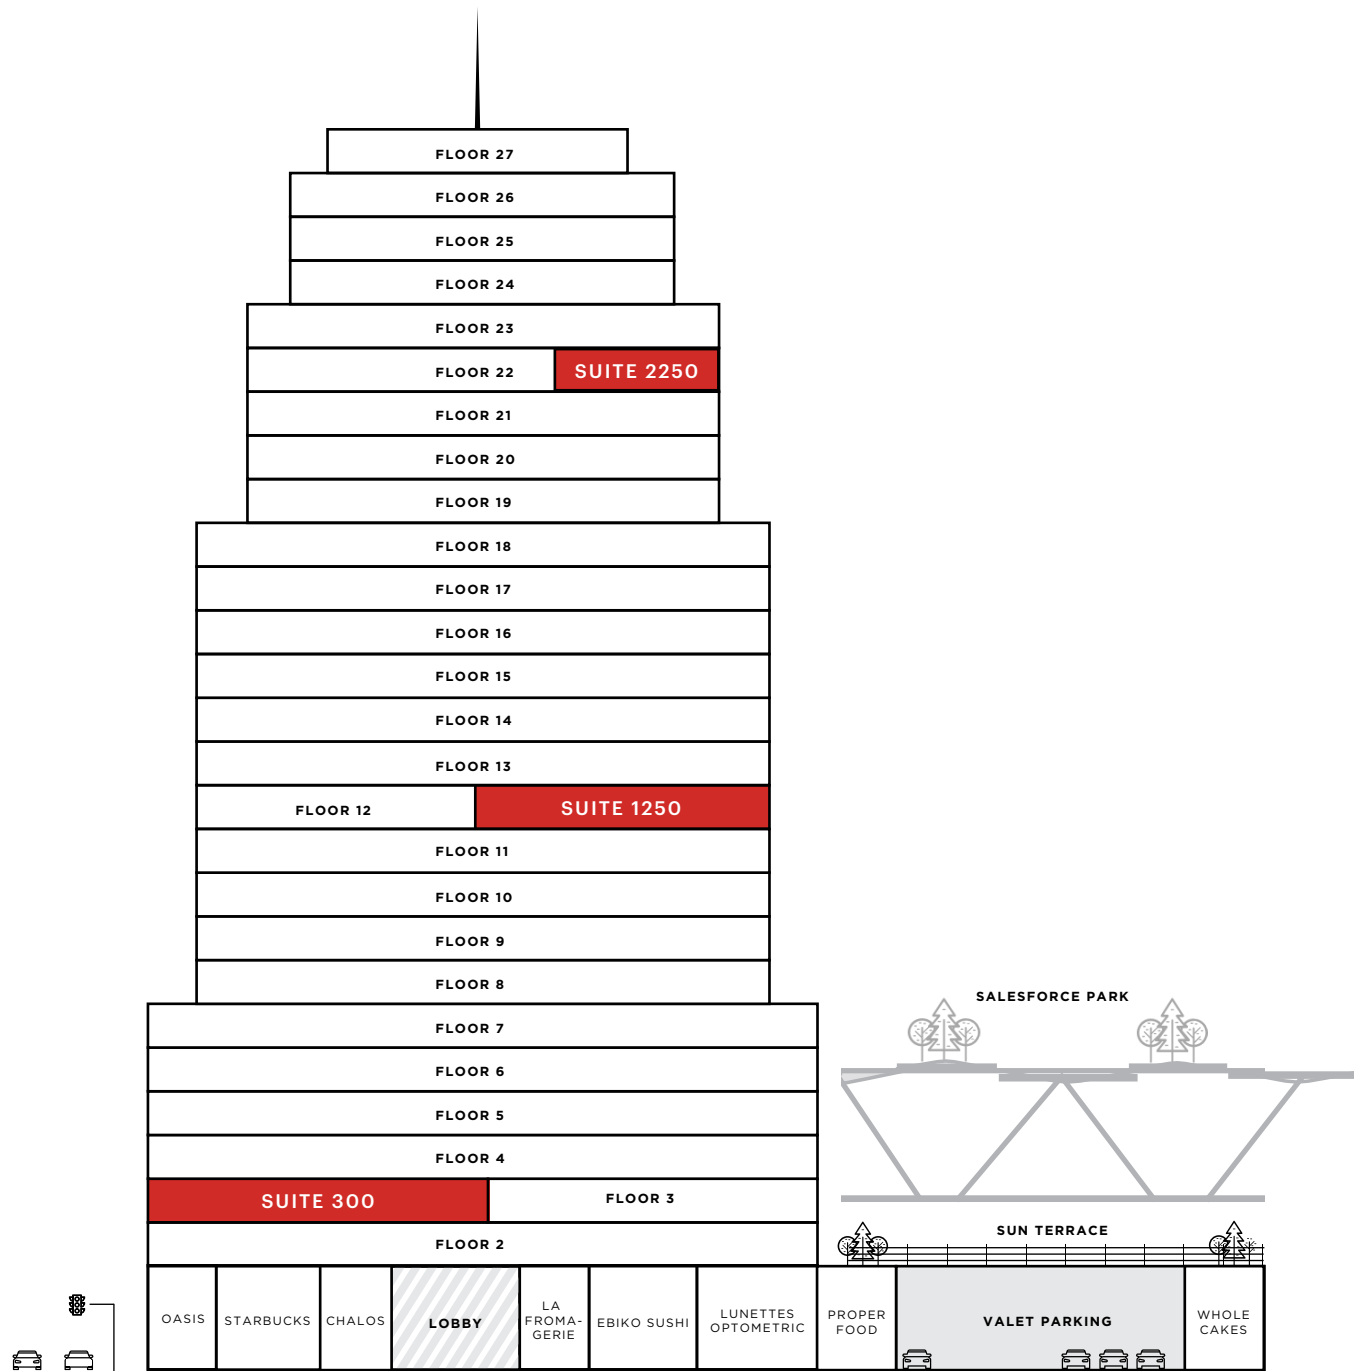 FLOOR 27
FLOOR 26
FLOOR 25
FLOOR 24
FLOOR 23
FLOOR 22
SUITE 2250
FLOOR 21
FLOOR 20
FLOOR 19
FLOOR 18
FLOOR 17
FLOOR 16
FLOOR 15
FLOOR 14
FLOOR 13
FLOOR 12
SUITE 1250
FLOOR 11
FLOOR 10
FLOOR 9
FLOOR 8
SALESFORCE PARK
FLOOR 7
FLOOR 6
FLOOR 5
FLOOR 4
SUITE 300
FLOOR 3
SUN TERRACE
FLOOR 2
OASIS
STARBUCKS
CHALOS
LOBBY
LA
FROMA-
GERIE
EBIKO SUSHI
LUNETTES
OPTOMETRIC
PROPER
FOOD
VALET PARKING
WHOLE
CAKES